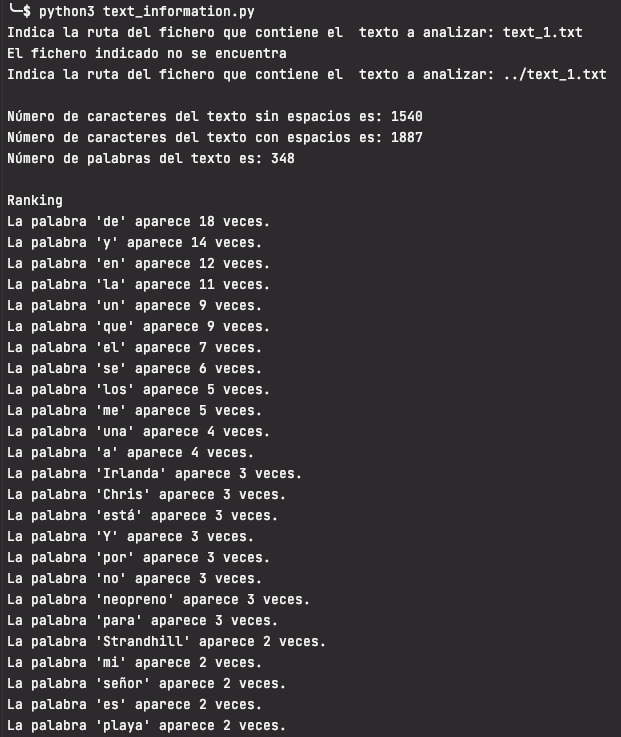 ╰─$ python3 text_information.py
Indica la ruta del fichero que contiene el  texto a analizar: text_1.txt
El fichero indicado no se encuentra
Indica la ruta del fichero que contiene el  texto a analizar: ../text_1.txt
Número de caracteres del texto sin espacios es: 1540
Número de caracteres del texto con espacios es: 1887
Número de palabras del texto es: 348
Ranking
La palabra 'de' aparece 18 veces.
La palabra 'y' aparece 14 veces.
La palabra 'en' aparece 12 veces.
La palabra 'la' aparece 11 veces.
La palabra 'un' aparece 9 veces.
La palabra 'que' aparece 9 veces.
La palabra 'el' aparece 7 veces.
La palabra 'se' aparece 6 veces.
La palabra 'los' aparece 5 veces.
La palabra 'me' aparece 5 veces.
La palabra 'una' aparece 4 veces.
La palabra 'a' aparece 4 veces.
La palabra 'Irlanda' aparece 3 veces.
La palabra 'Chris' aparece 3 veces.
La palabra 'está' aparece 3 veces.
La palabra 'Y' aparece 3 veces.
La palabra 'por' aparece 3 veces.
La palabra 'no' aparece 3 veces.
La palabra 'neopreno' aparece 3 veces.
La palabra 'para' aparece 3 veces.
La palabra 'Strandhill' aparece 2 veces.
La palabra 'mi' aparece 2 veces.
La palabra 'señor' aparece 2 veces.
La palabra 'es' aparece 2 veces.
La palabra 'playa' aparece 2 veces.